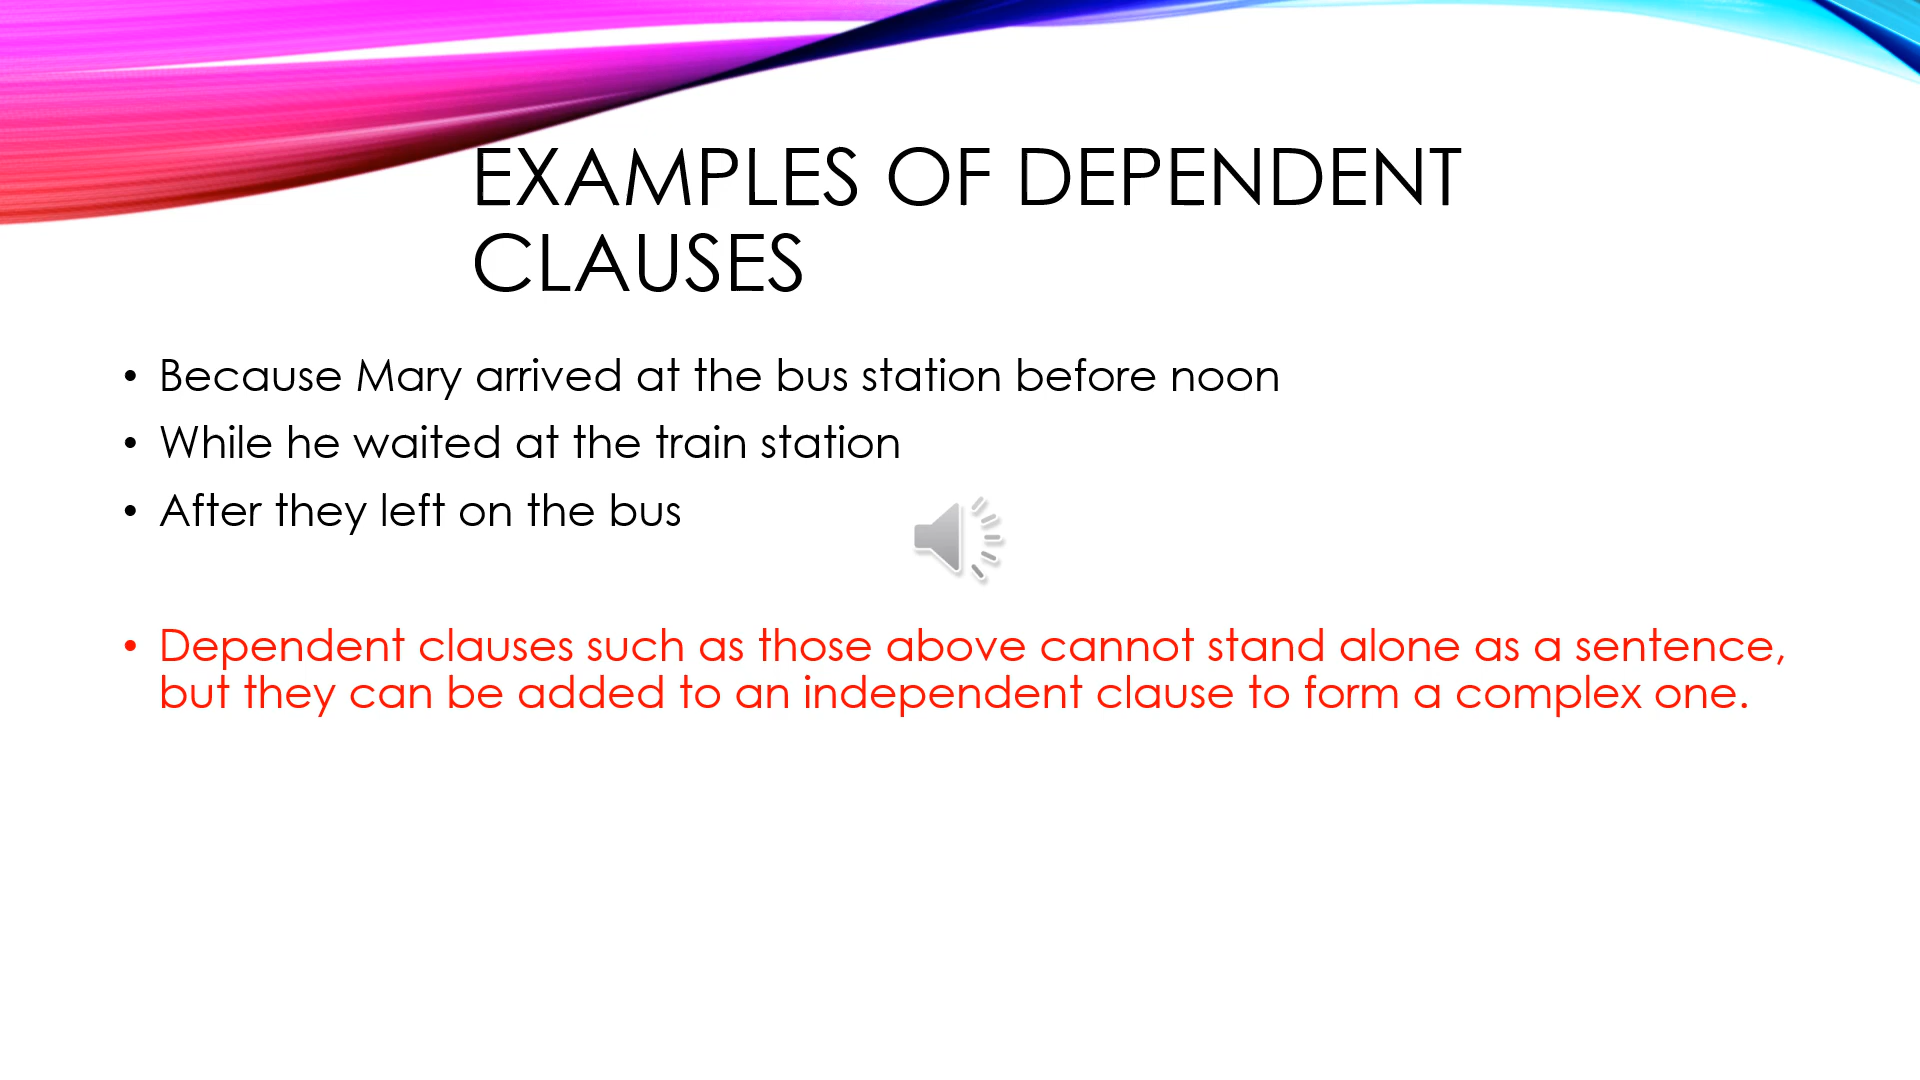 EXAMPLES OF DEPENDENT
CLAUSES
• Because Mary arrived at the bus station before noon
• While he waited at the train station
• After they left on the bus
• Dependent clauses such as those above cannot stand alone as a sentence,
but they can be added to an independent clause to form a complex one.